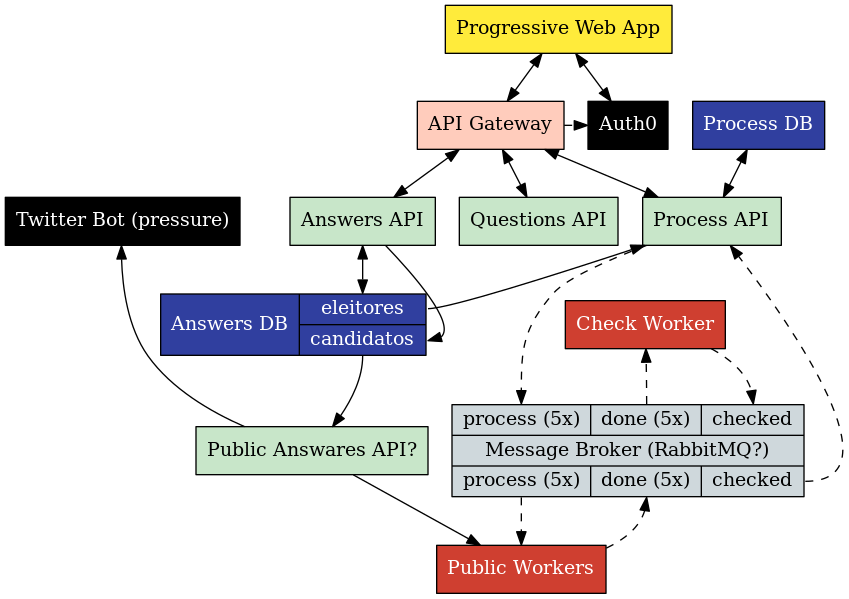 Progressive Web App
API Gateway
Auth0
Process DB
Twitter Bot (pressure)
Answers API
Questions API
Process API
Answers DB
eleitores
candidatos
Check Worker
process (5x)
done (5x)
checked
Message Broker (RabbitMQ?)
process (5x)
done (5x)
checked
Public Answares API?
Public Workers